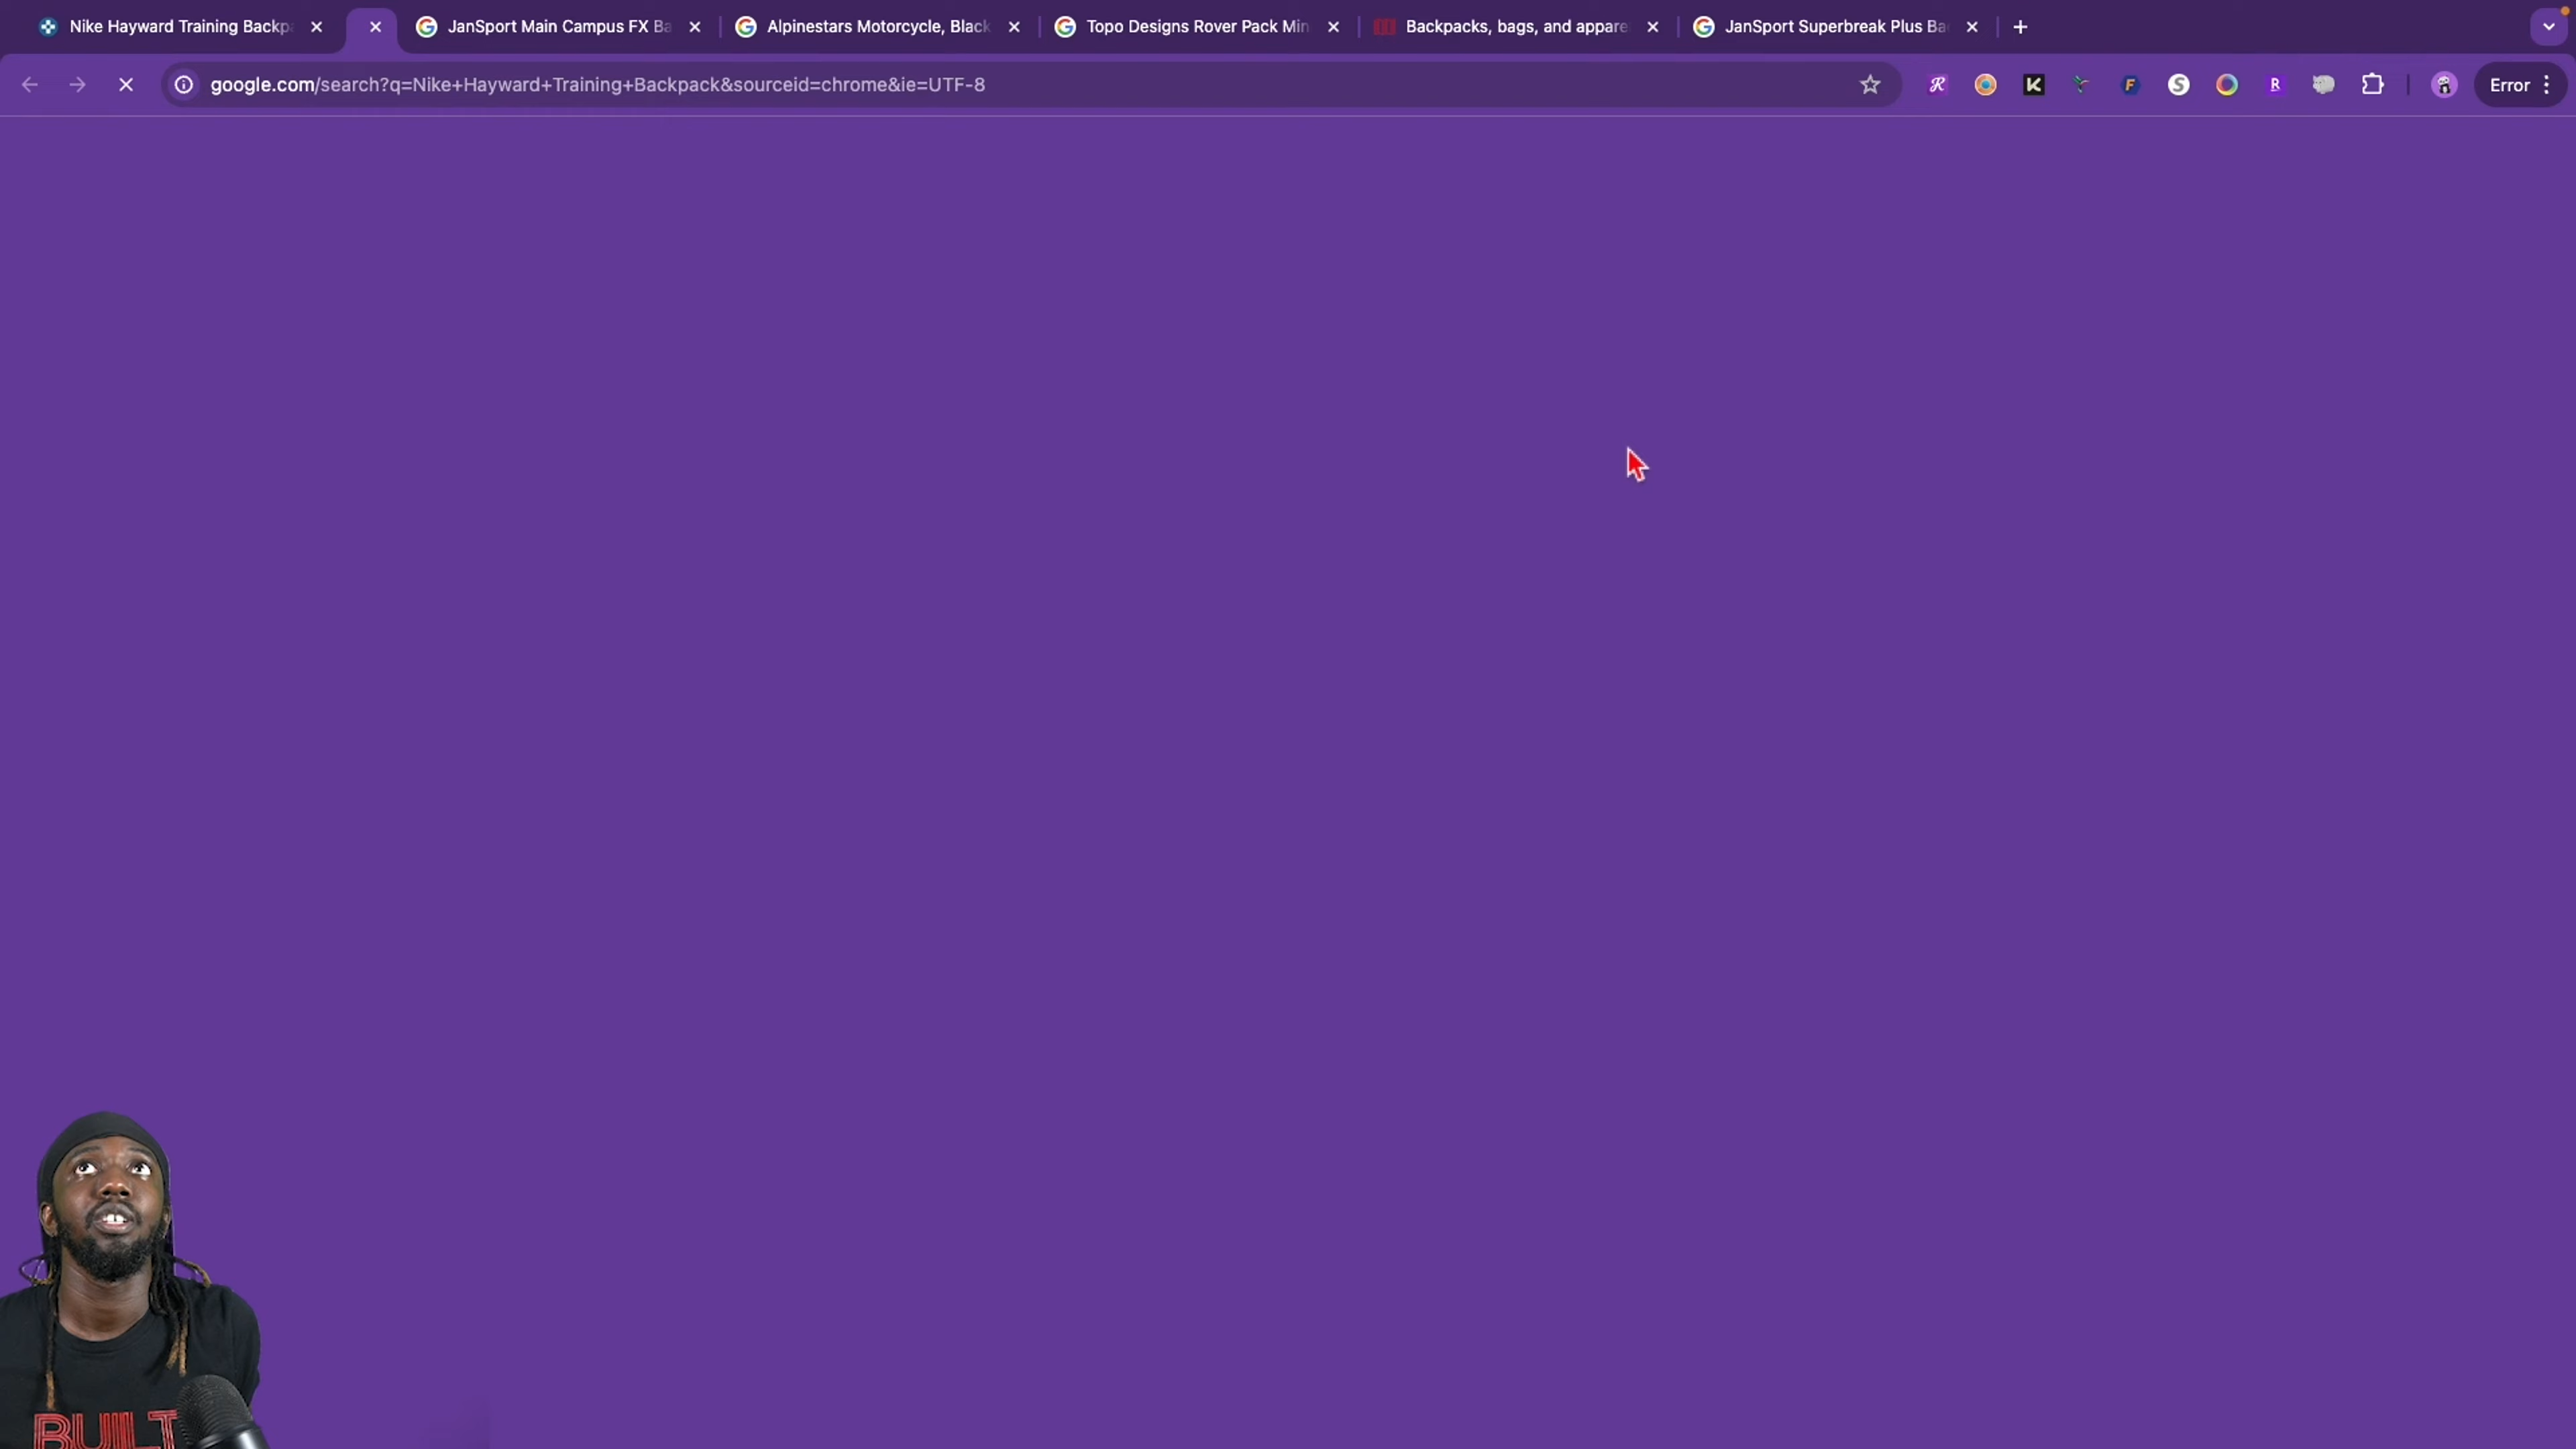 Nike Hayward Training Backp
JanSport Main Campus FX Ba
Alpinestars Motorcycle, Black
Topo Designs Rover Pack Min
Backpacks, bags, and appare
JanSport Superbreak Plus Ba
google.com/search?q=Nike+Hayward+Training+Backpack&sourceid=chrome&ie=UTF-8
Error
BUILT